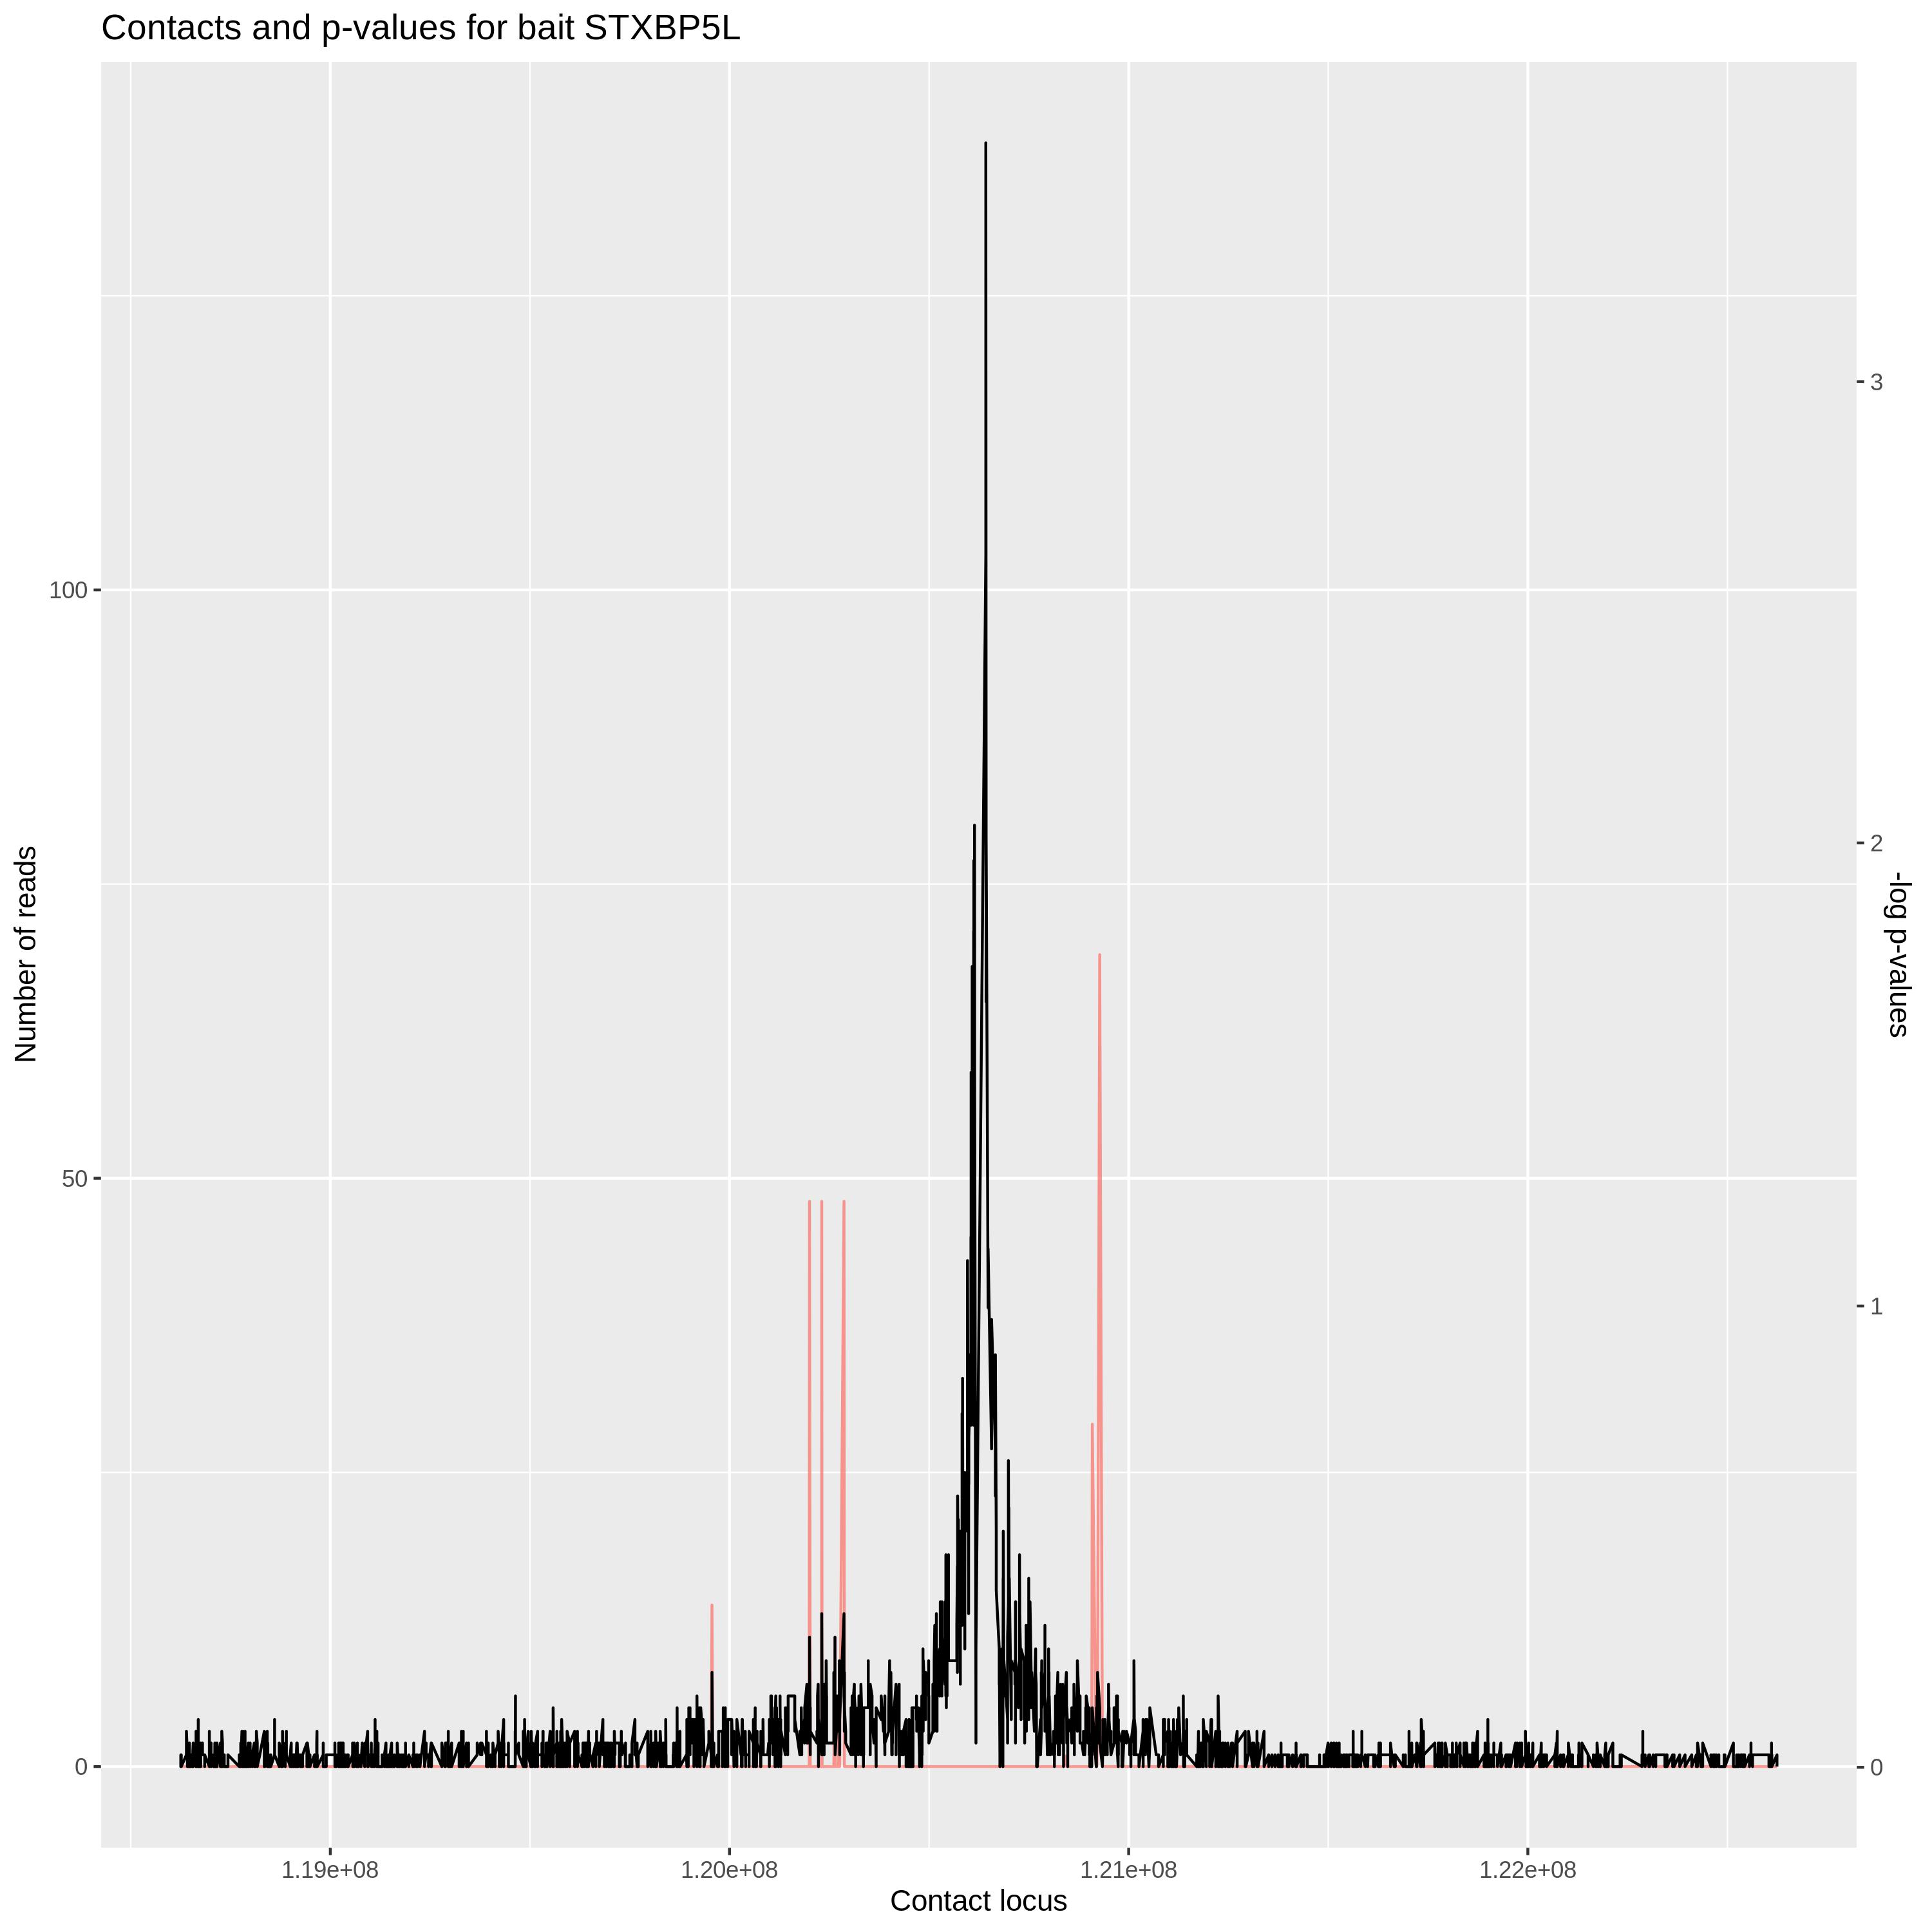 Contacts and p-values for bait STXBP5L
Number of reads
100
50
0
3
2
1
0
-log p-values
1.19e+08
1.20e+08
1.21e+08
1.22e+08
Contact locus